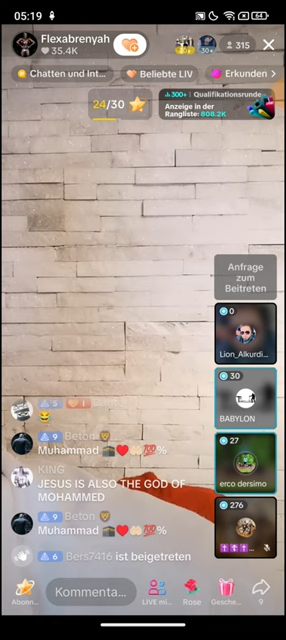 05:19
64
Flexabrenyah
35.4K
30+
315
Chatten und Int...
Beliebte LIV
Erkunden
24/30
300+ | Qualifikationsrunde
Anzeige in der
Rangliste: 808.2K
Anfrage
zum
Beitreten
0
Lion_Alkurdi...
30
BABYLON
27
erco dersimo
276
6
9 Beton 🦁
Muhammad 🕋❤️🤲🏻💯%
KING
JESUS IS ALSO THE GOD OF
MOHAMMED
9 Beton 🦁
Muhammad 🕋❤️🤲🏻💯%
6 Bers7416 ist beigetreten
Kommenta...
Abonn...
LIVE mi...
Rose
Gesche...
9